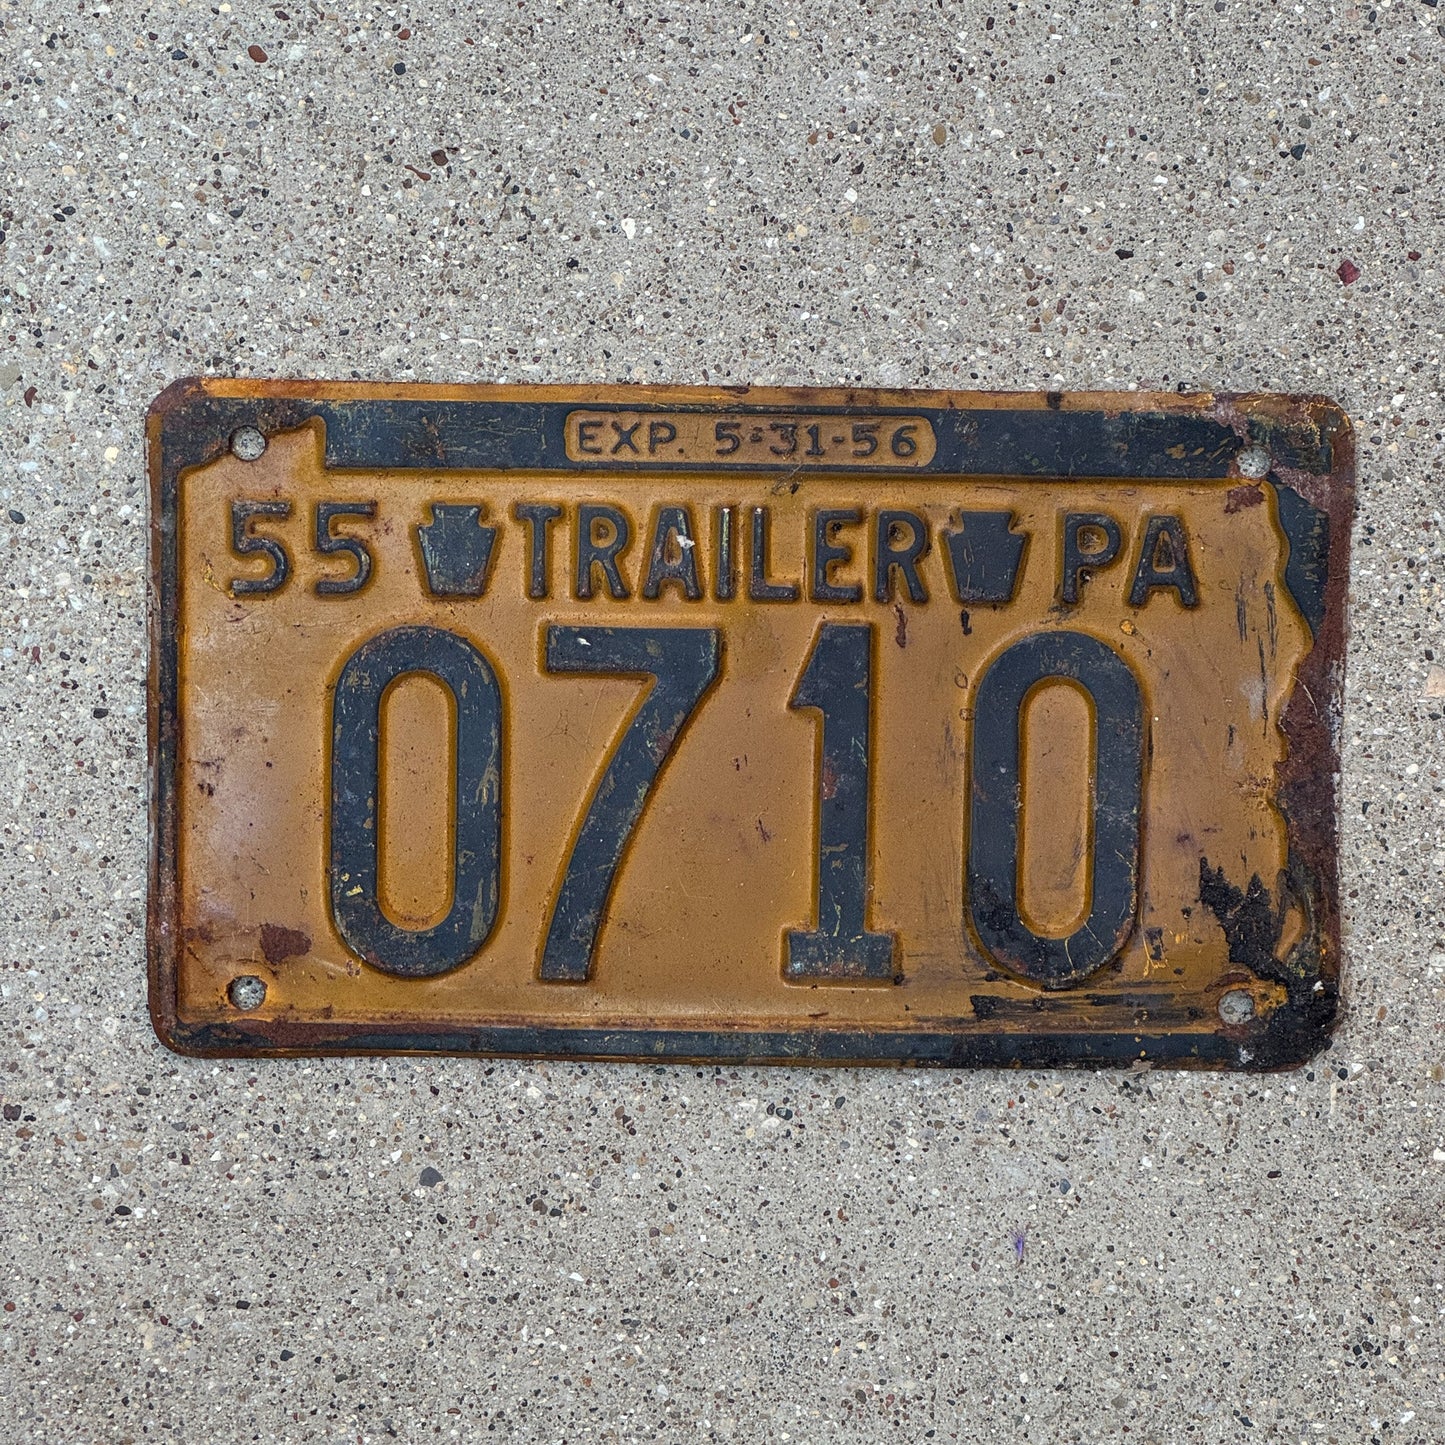 EXP. 5-31-56
55 TRAILER PA
0710